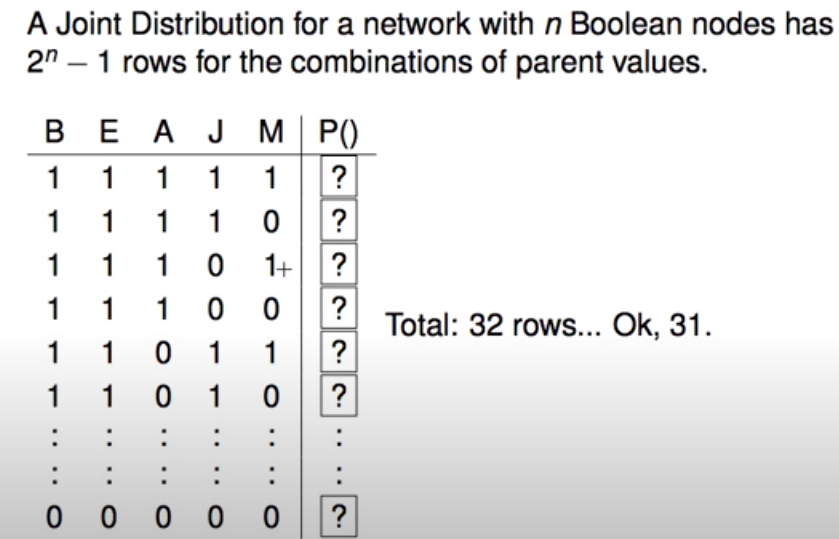 A Joint Distribution for a network with n Boolean nodes has
2ⁿ – 1 rows for the combinations of parent values.
B E A J M P()
1 1 1 1 1 ?
1 1 1 1 0 ?
1 1 1 0 1+ ?
1 1 1 0 0 ?
Total: 32 rows... Ok, 31.
1 1 0 1 1 ?
1 1 0 1 0 ?
: : : : : :
: : : : : :
0 0 0 0 0 ?